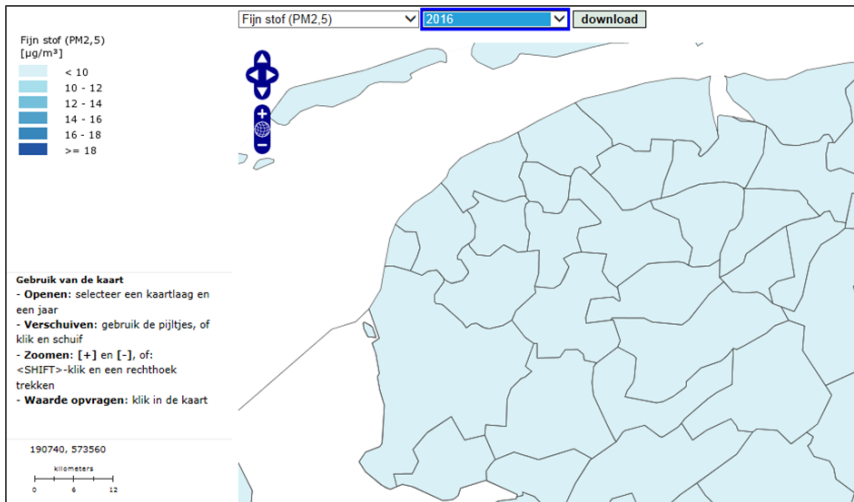 Fijn stof (PM2,5)
2016
download
Fijn stof (PM2,5)
[µg/m³]
< 10
10 - 12
12 - 14
14 - 16
16 - 18
>= 18
Gebruik van de kaart
- Openen: selecteer een kaartlaag en
een jaar
- Verschuiven: gebruik de pijltjes, of
klik en schuif
- Zoomen: [+] en [-], of:
<SHIFT>-klik en een rechthoek
trekken
- Waarde opvragen: klik in de kaart
190740, 573560
kilometers
0 6 12